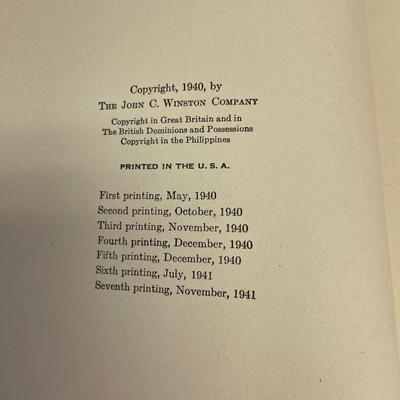 Copyright, 1940, by
THE JOHN C. WINSTON COMPANY
Copyright in Great Britain and in
The British Dominions and Possessions
Copyright in the Philippines
PRINTED IN THE U. S. A.
First printing, May, 1940
Second printing, October, 1940
Third printing, November, 1940
Fourth printing, December, 1940
Fifth printing, December, 1940
Sixth printing, July, 1941
Seventh printing, November, 1941